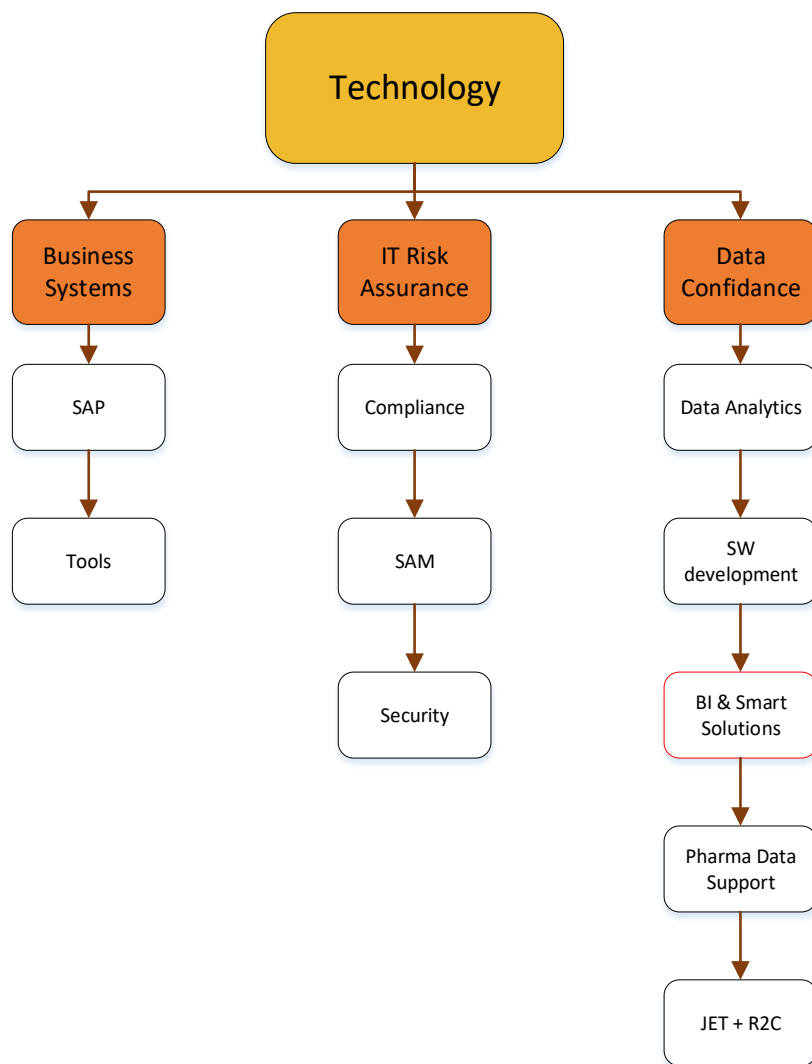 Technology
Business
Systems
IT Risk
Assurance
Data
Confidance
SAP
Compliance
Data Analytics
Tools
SAM
SW
development
Security
BI & Smart
Solutions
Pharma Data
Support
JET + R2C